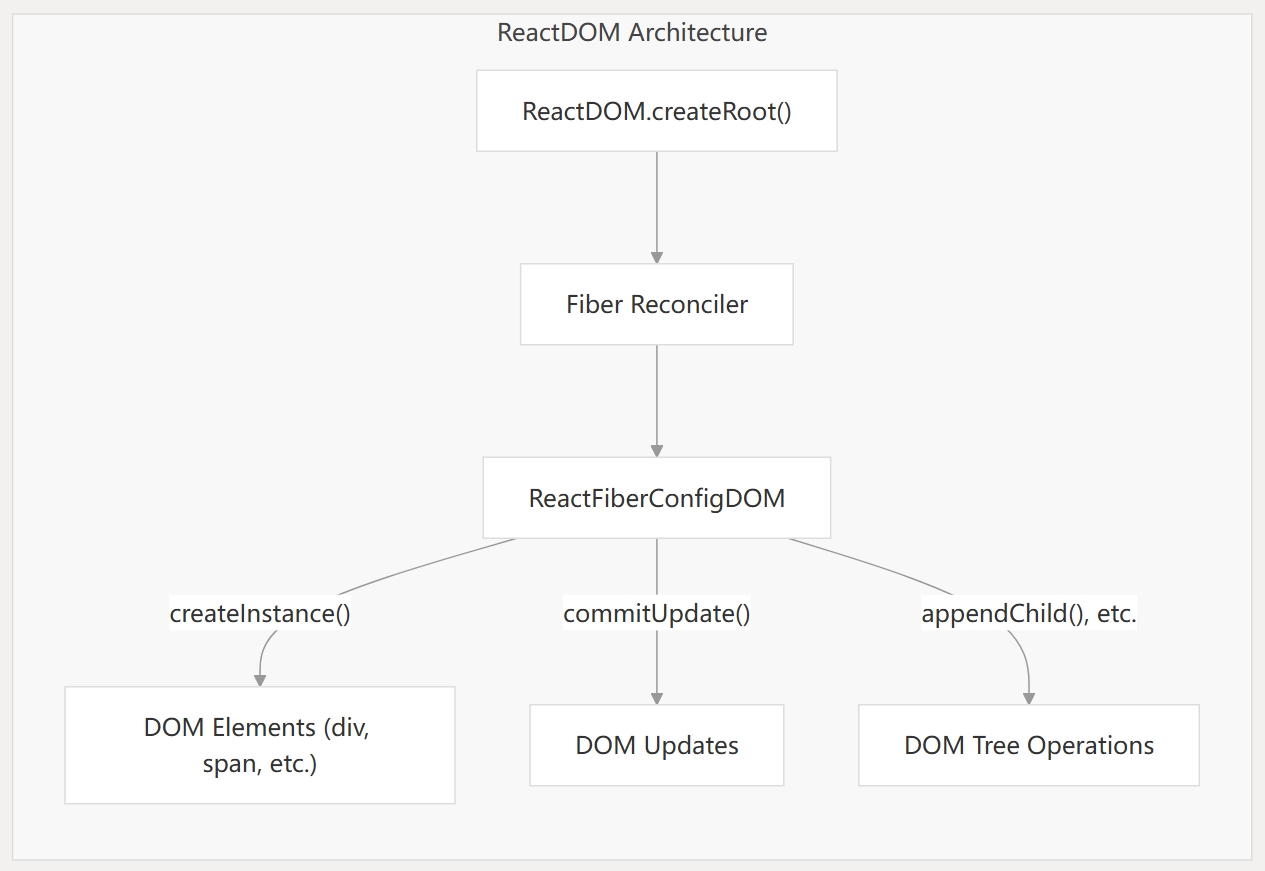 ReactDOM Architecture
ReactDOM.createRoot()
Fiber Reconciler
ReactFiberConfigDOM
createInstance()
commitUpdate()
appendChild(), etc.
DOM Elements (div,
span, etc.)
DOM Updates
DOM Tree Operations